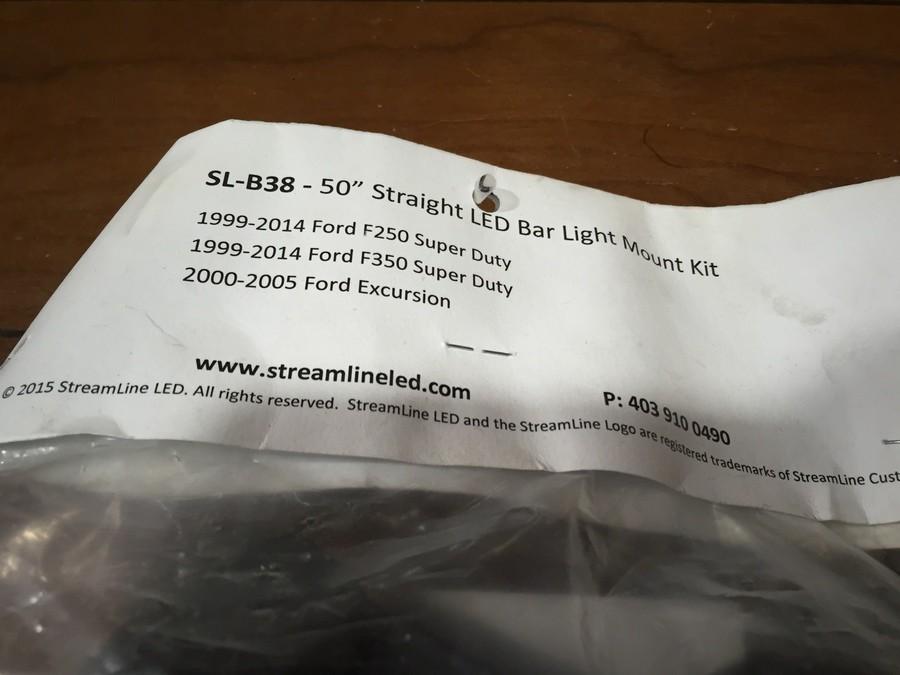 SL-B38 - 50” Straight LED Bar Light Mount Kit
1999-2014 Ford F250 Super Duty
1999-2014 Ford F350 Super Duty
2000-2005 Ford Excursion
www.streamlineled.com
P: 403 910 0490
© 2015 StreamLine LED. All rights reserved. StreamLine LED and the StreamLine Logo are registered trademarks of StreamLine Cust